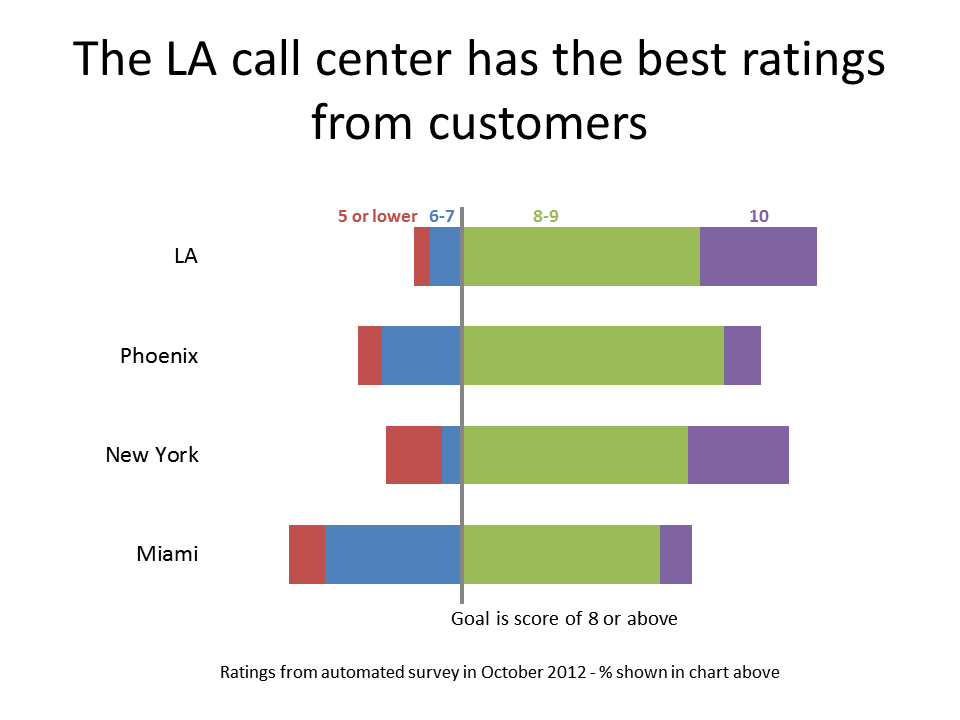 The LA call center has the best ratings
from customers
5 or lower 6-7 8-9 10
LA
Phoenix
New York
Miami
Goal is score of 8 or above
Ratings from automated survey in October 2012 - % shown in chart above